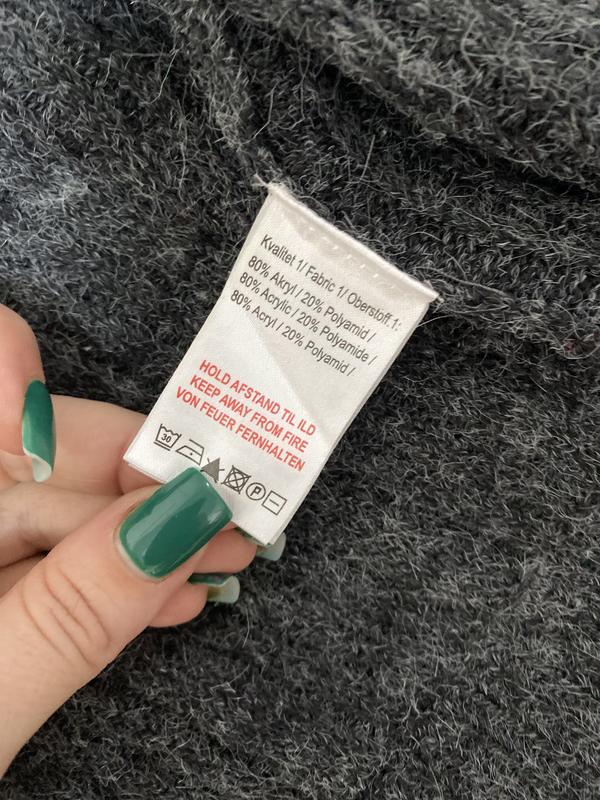 Kvalitet 1/ Fabric 1/ Oberstoff.1:
80% Akryl / 20% Polyamid /
80% Acrylic / 20% Polyamide /
80% Acryl / 20% Polyamid /
HOLD AFSTAND TIL ILD
KEEP AWAY FROM FIRE
VON FEUER FERNHALTEN
30 P